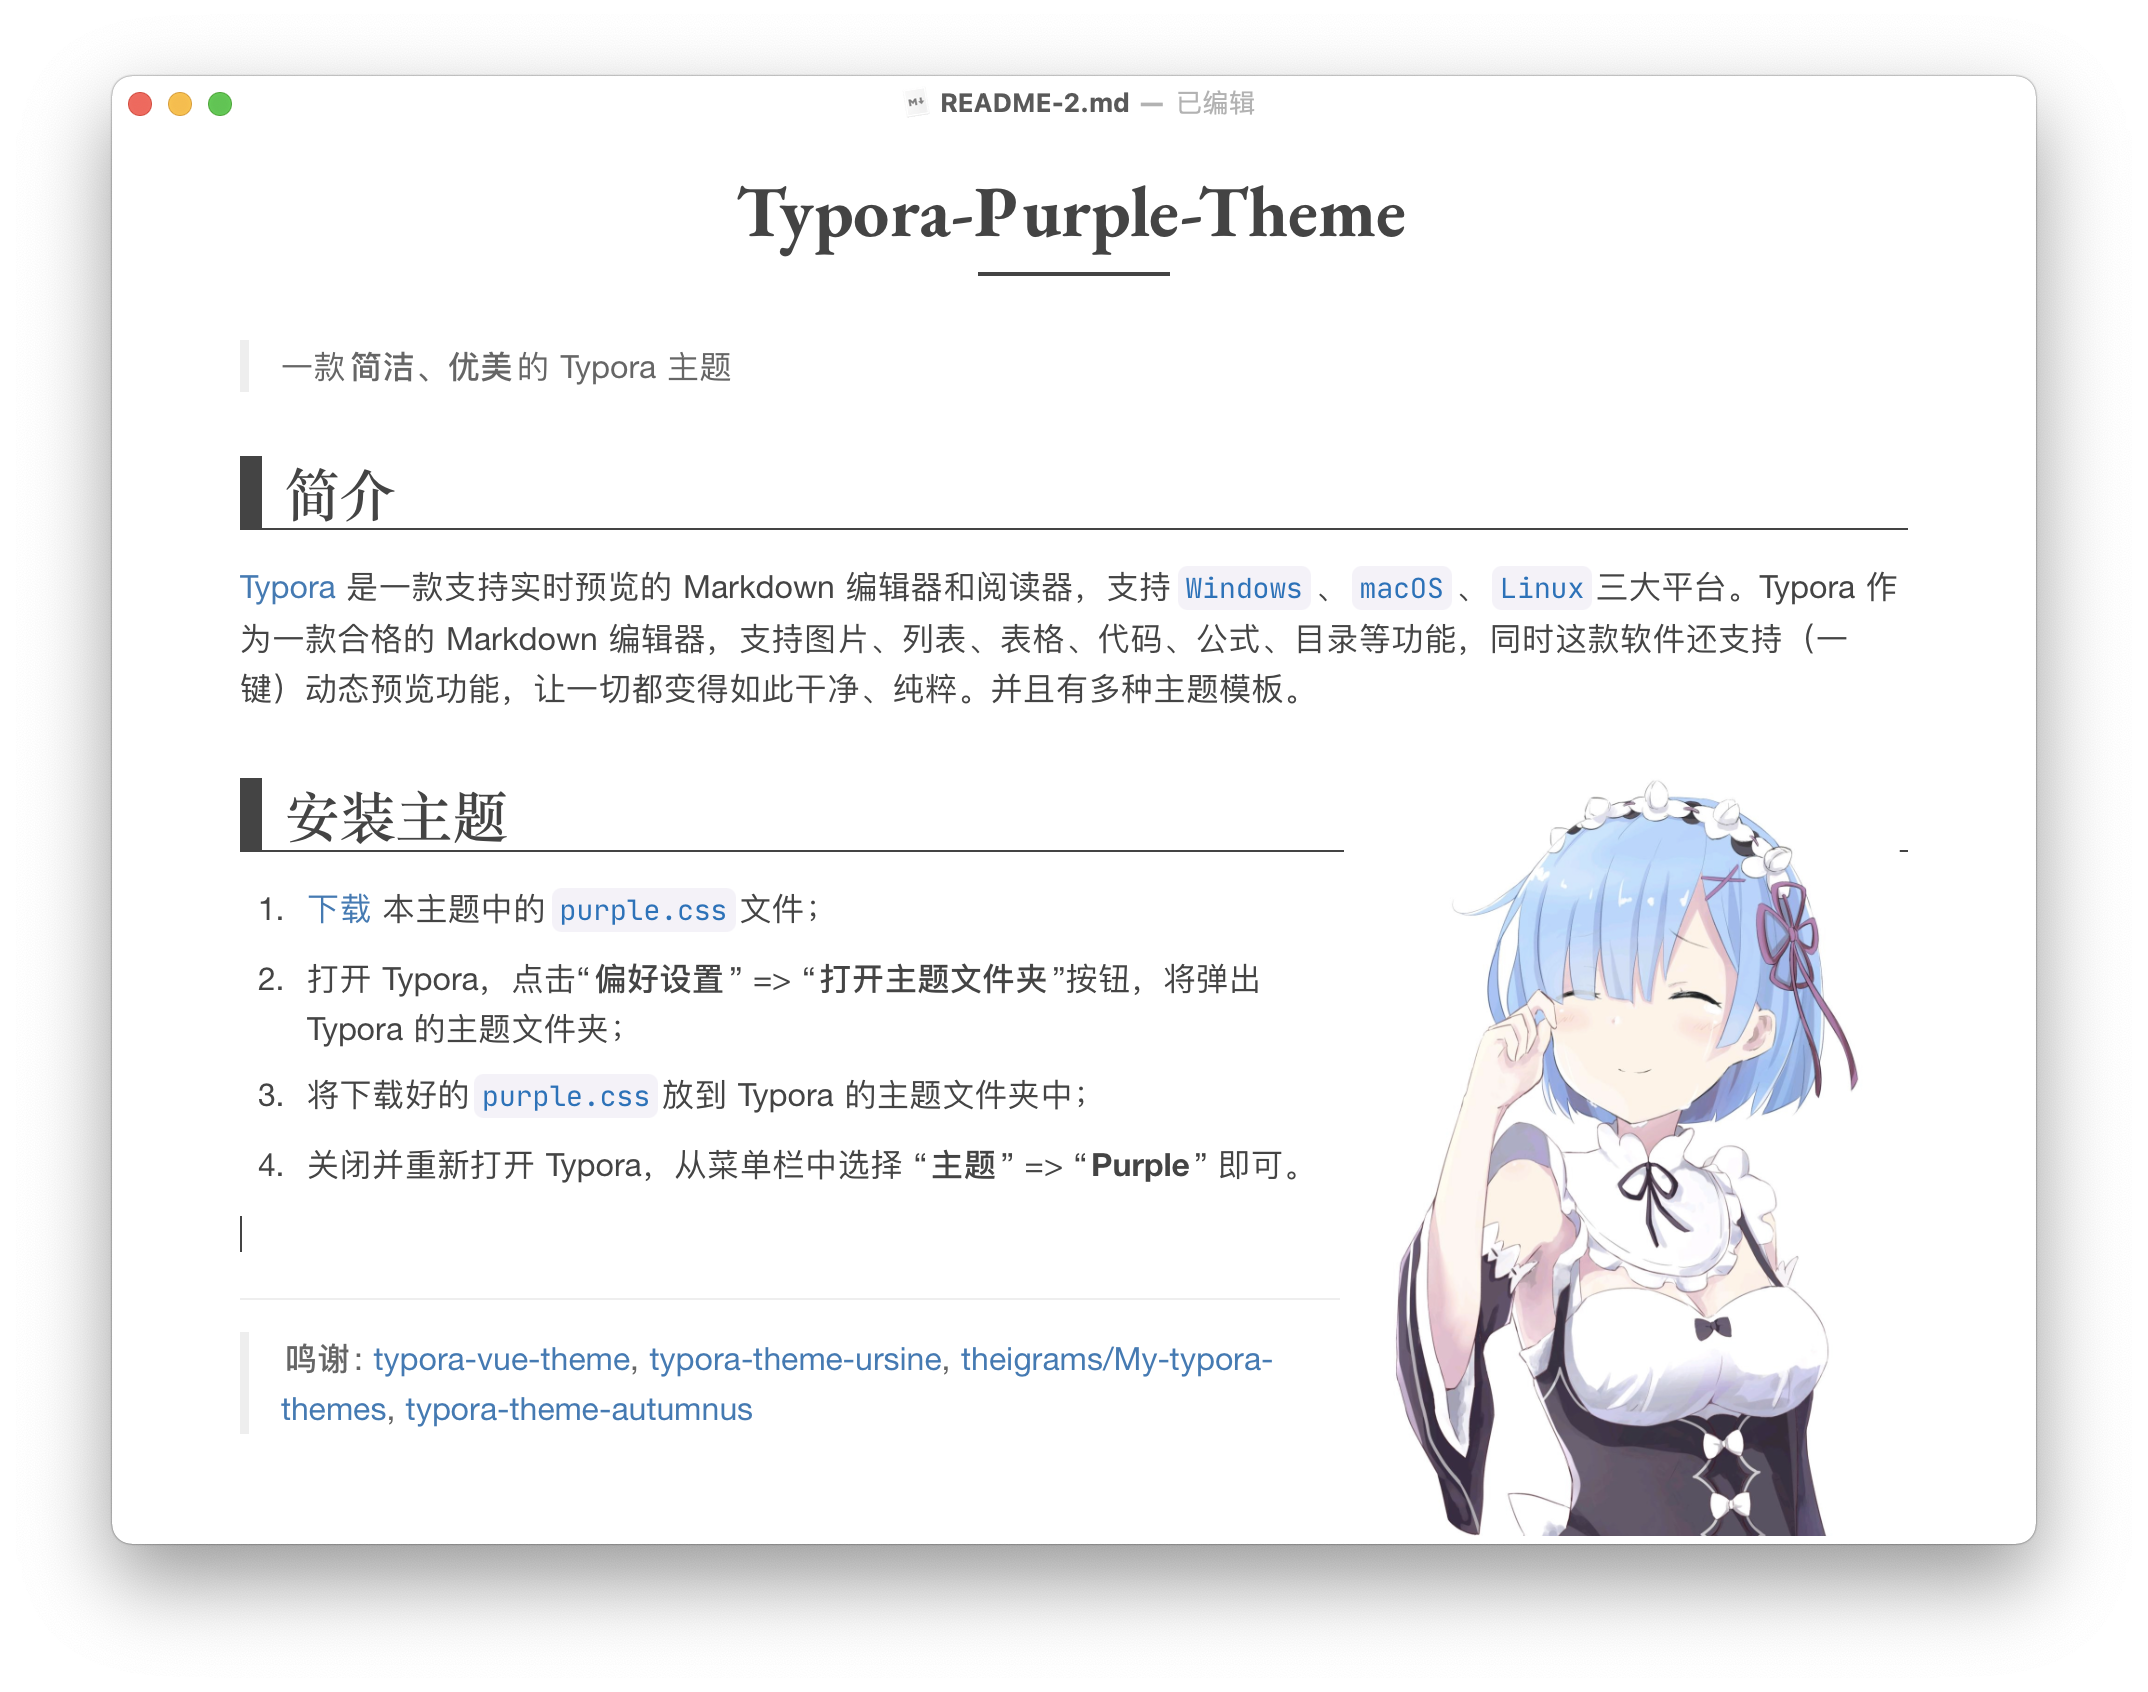 README-2.md — 已编辑
Typora-Purple-Theme
一款简洁、优美的 Typora 主题
简介
Typora 是一款支持实时预览的 Markdown 编辑器和阅读器，支持 Windows 、 macOS 、 Linux 三大平台。Typora 作
为一款合格的 Markdown 编辑器，支持图片、列表、表格、代码、公式、目录等功能，同时这款软件还支持（一
键）动态预览功能，让一切都变得如此干净、纯粹。并且有多种主题模板。
安装主题
1. 下载 本主题中的 purple.css 文件；
2. 打开 Typora，点击“偏好设置” => “打开主题文件夹”按钮，将弹出
Typora 的主题文件夹；
3. 将下载好的 purple.css 放到 Typora 的主题文件夹中；
4. 关闭并重新打开 Typora，从菜单栏中选择 “主题” => “Purple” 即可。
鸣谢：typora-vue-theme, typora-theme-ursine, theigrams/My-typora-
themes, typora-theme-autumnus